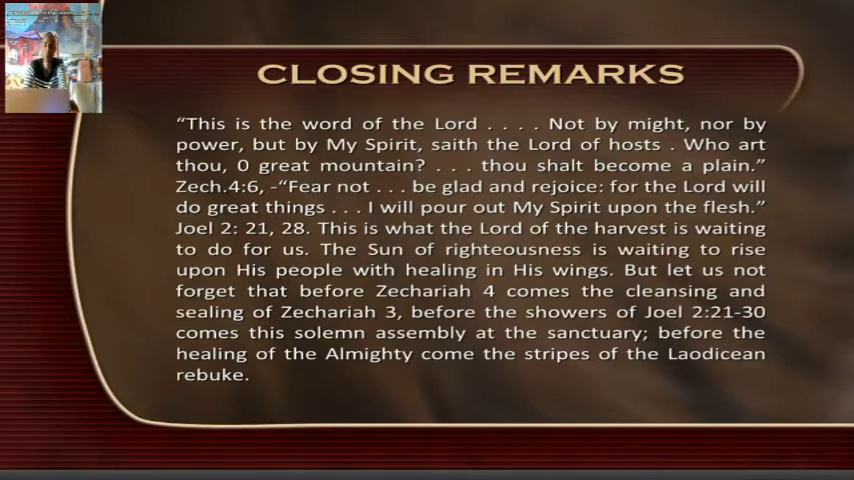 CLOSING REMARKS
“This is the word of the Lord . . . . Not by might, nor by
power, but by My Spirit, saith the Lord of hosts . Who art
thou, 0 great mountain? . . . thou shalt become a plain.”
Zech.4:6, -“Fear not . . . be glad and rejoice: for the Lord will
do great things . . . I will pour out My Spirit upon the flesh.”
Joel 2: 21, 28. This is what the Lord of the harvest is waiting
to do for us. The Sun of righteousness is waiting to rise
upon His people with healing in His wings. But let us not
forget that before Zechariah 4 comes the cleansing and
sealing of Zechariah 3, before the showers of Joel 2:21-30
comes this solemn assembly at the sanctuary; before the
healing of the Almighty come the stripes of the Laodicean
rebuke.